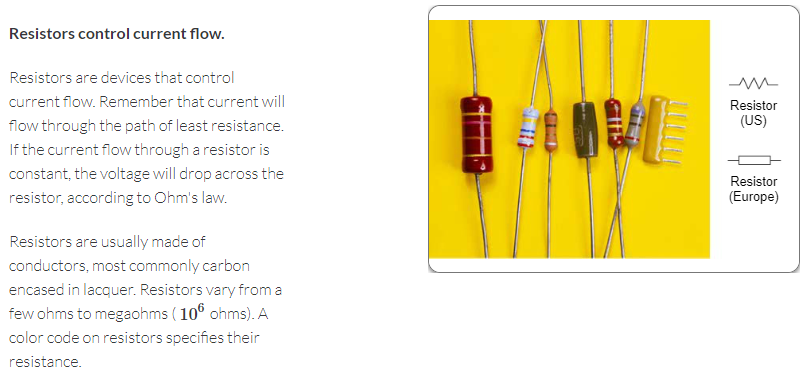 Resistors control current flow.
Resistors are devices that control
current flow. Remember that current will
flow through the path of least resistance.
If the current flow through a resistor is
constant, the voltage will drop across the
resistor, according to Ohm's law.
Resistors are usually made of
conductors, most commonly carbon
encased in lacquer. Resistors vary from a
few ohms to megaohms ( 10⁶ ohms). A
color code on resistors specifies their
resistance.
Resistor
(US)
Resistor
(Europe)